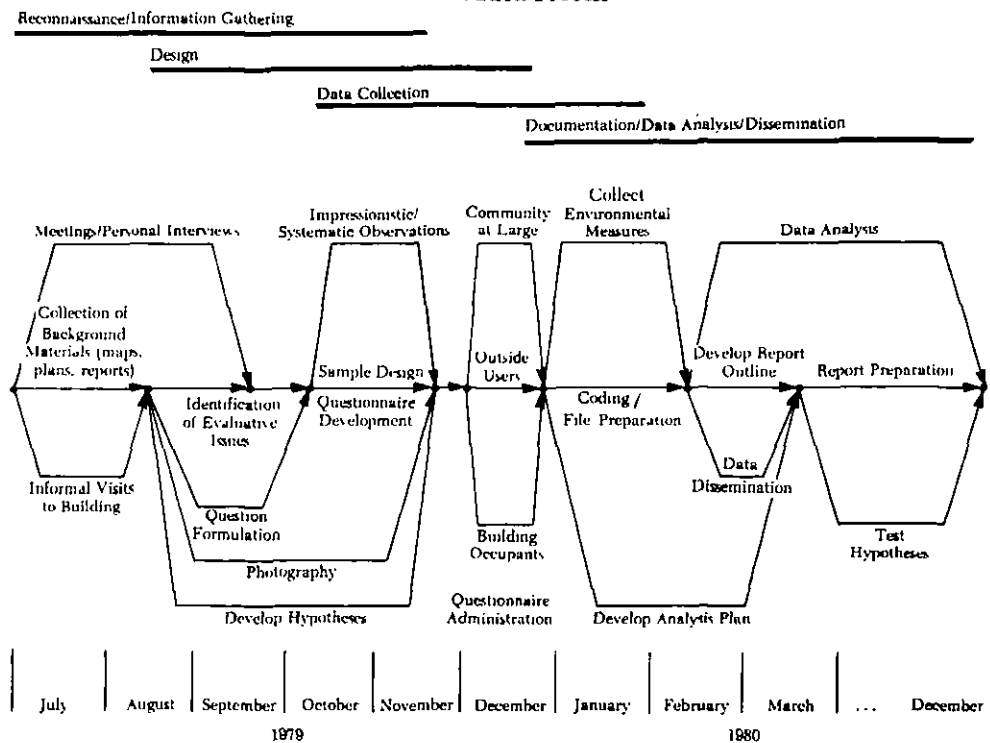 Reconnaissance/Information Gathering
Design
Data Collection
Documentation/Data Analysis/Dissemination
Meetings/Personal Interviews
Impressionistic/
Systematic Observations
Community
at Large
Collect
Environmental
Measures
Data Analysis
Collection of
Background
Materials (maps,
plans, reports)
Identification
of Evaluative
Issues
Sample Design
Questionnaire
Development
Outside
Users
Coding /
File Preparation
Develop Report
Outline
Report Preparation
Informal Visits
to Building
Question
Formulation
Photography
Develop Hypotheses
Building
Occupants
Questionnaire
Administration
Data
Dissemination
Develop Analysis Plan
Test
Hypotheses
July August September October November December January February March ... December
1979 1980